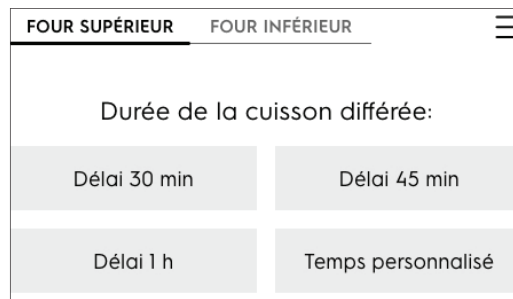 FOUR SUPÉRIEUR FOUR INFÉRIEUR
Durée de la cuisson différée:
Délai 30 min Délai 45 min
Délai 1 h Temps personnalisé